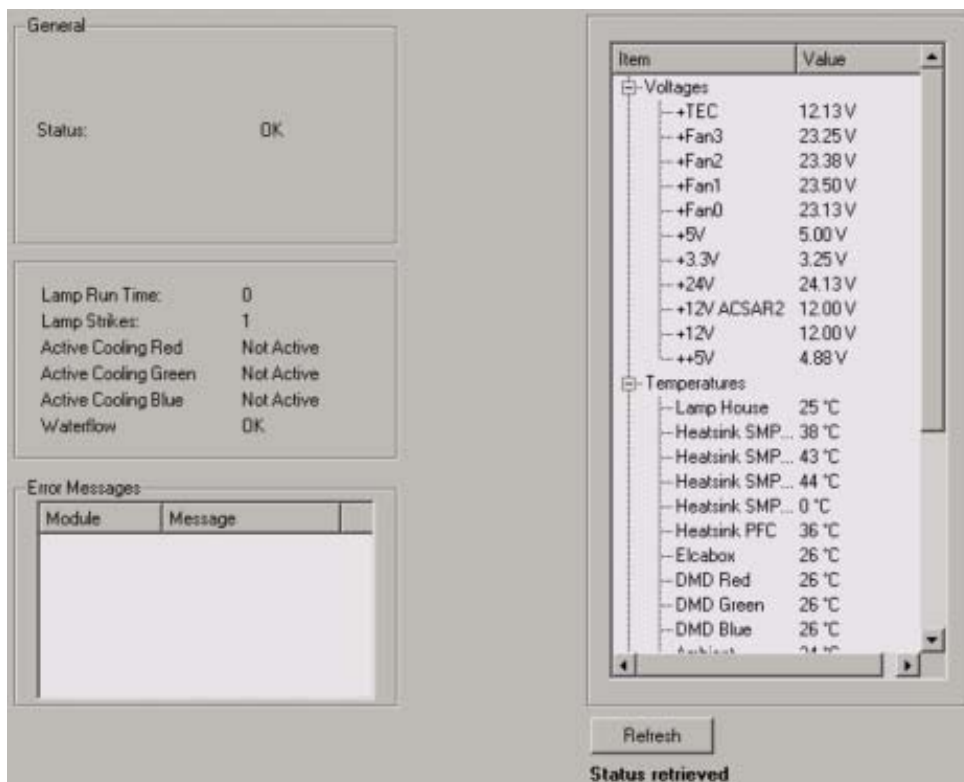 General
Status: OK
Lamp Run Time: 0
Lamp Strikes: 1
Active Cooling Red Not Active
Active Cooling Green Not Active
Active Cooling Blue Not Active
Waterflow OK
Error Messages
Module Message
Item Value
Voltages
+TEC 12.13 V
+Fan3 23.25 V
+Fan2 23.38 V
+Fan1 23.50 V
+Fan0 23.13 V
+5V 5.00 V
+3.3V 3.25 V
+24V 24.13 V
+12V ACSAR2 12.00 V
+12V 12.00 V
++5V 4.88 V
Temperatures
Lamp House 25 °C
Heatsink SMP... 38 °C
Heatsink SMP... 43 °C
Heatsink SMP... 44 °C
Heatsink SMP... 0 °C
Heatsink PFC 36 °C
Elcabox 26 °C
DMD Red 26 °C
DMD Green 26 °C
DMD Blue 26 °C
Ambient 24 °C
Refresh
Status retrieved